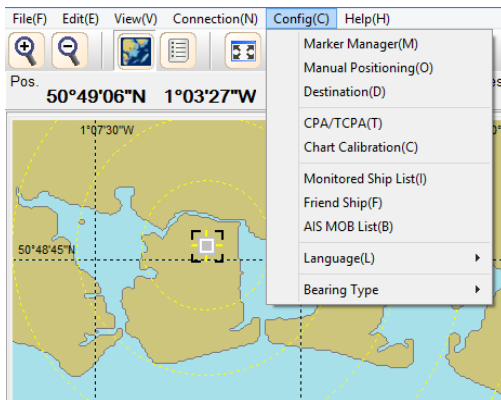 File(F) Edit(E) View(V) Connection(N) Config(C) Help(H)
Marker Manager(M)
Manual Positioning(O)
Destination(D)
CPA/TCPA(T)
Chart Calibration(C)
Monitored Ship List(I)
Friend Ship(F)
AIS MOB List(B)
Language(L)
Bearing Type
Pos.
50°49'06"N 1°03'27"W
1°07'30"W
50°48'45"N